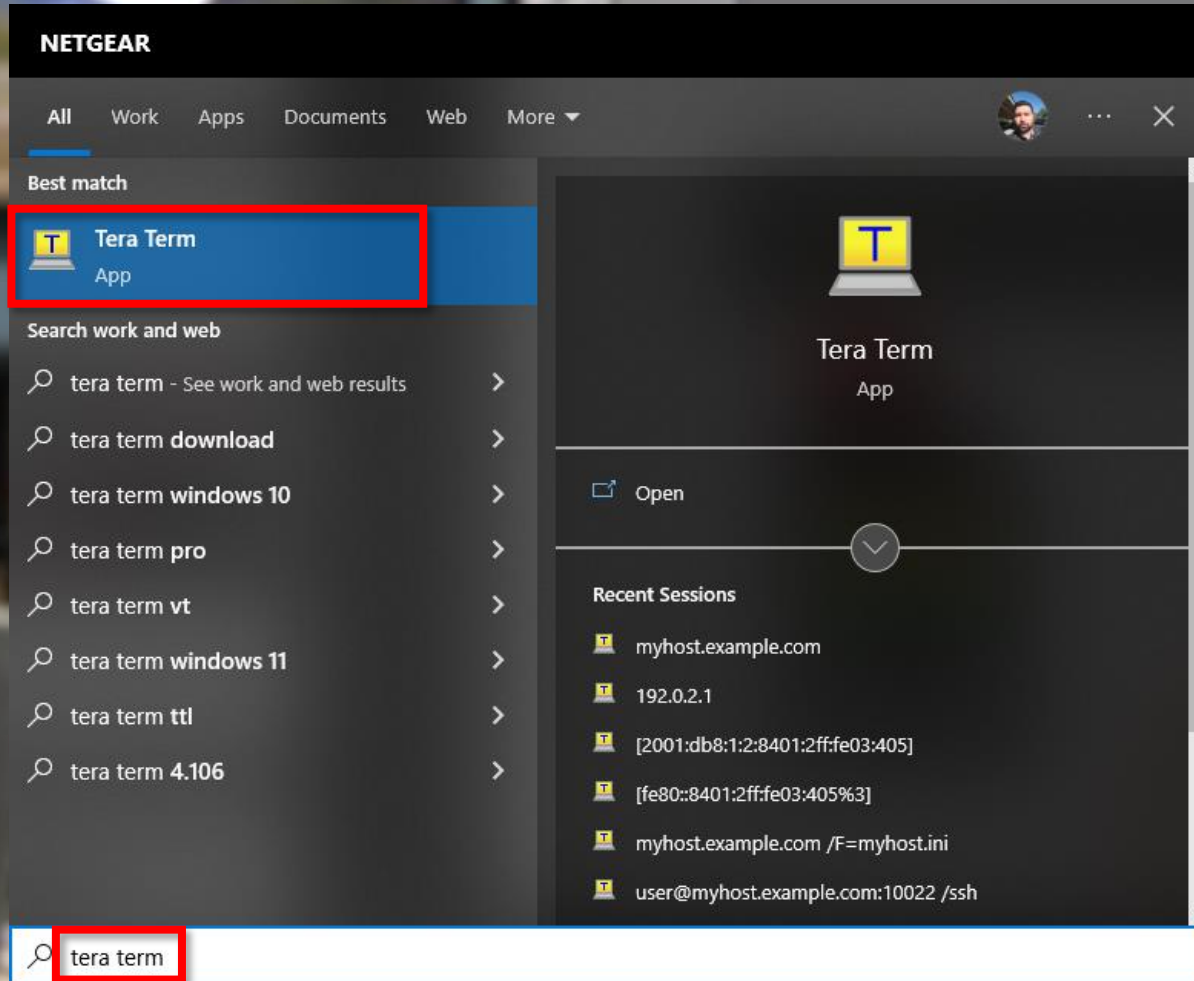 NETGEAR
All Work Apps Documents Web More
Best match
T Tera Term
App
Search work and web
tera term - See work and web results
tera term download
tera term windows 10
tera term pro
tera term vt
tera term windows 11
tera term ttl
tera term 4.106
T
Tera Term
App
Open
Recent Sessions
myhost.example.com
192.0.2.1
[2001:db8:1:2:8401:2ff:fe03:405]
[fe80::8401:2ff:fe03:405%3]
myhost.example.com /F=myhost.ini
user@myhost.example.com:10022 /ssh
tera term